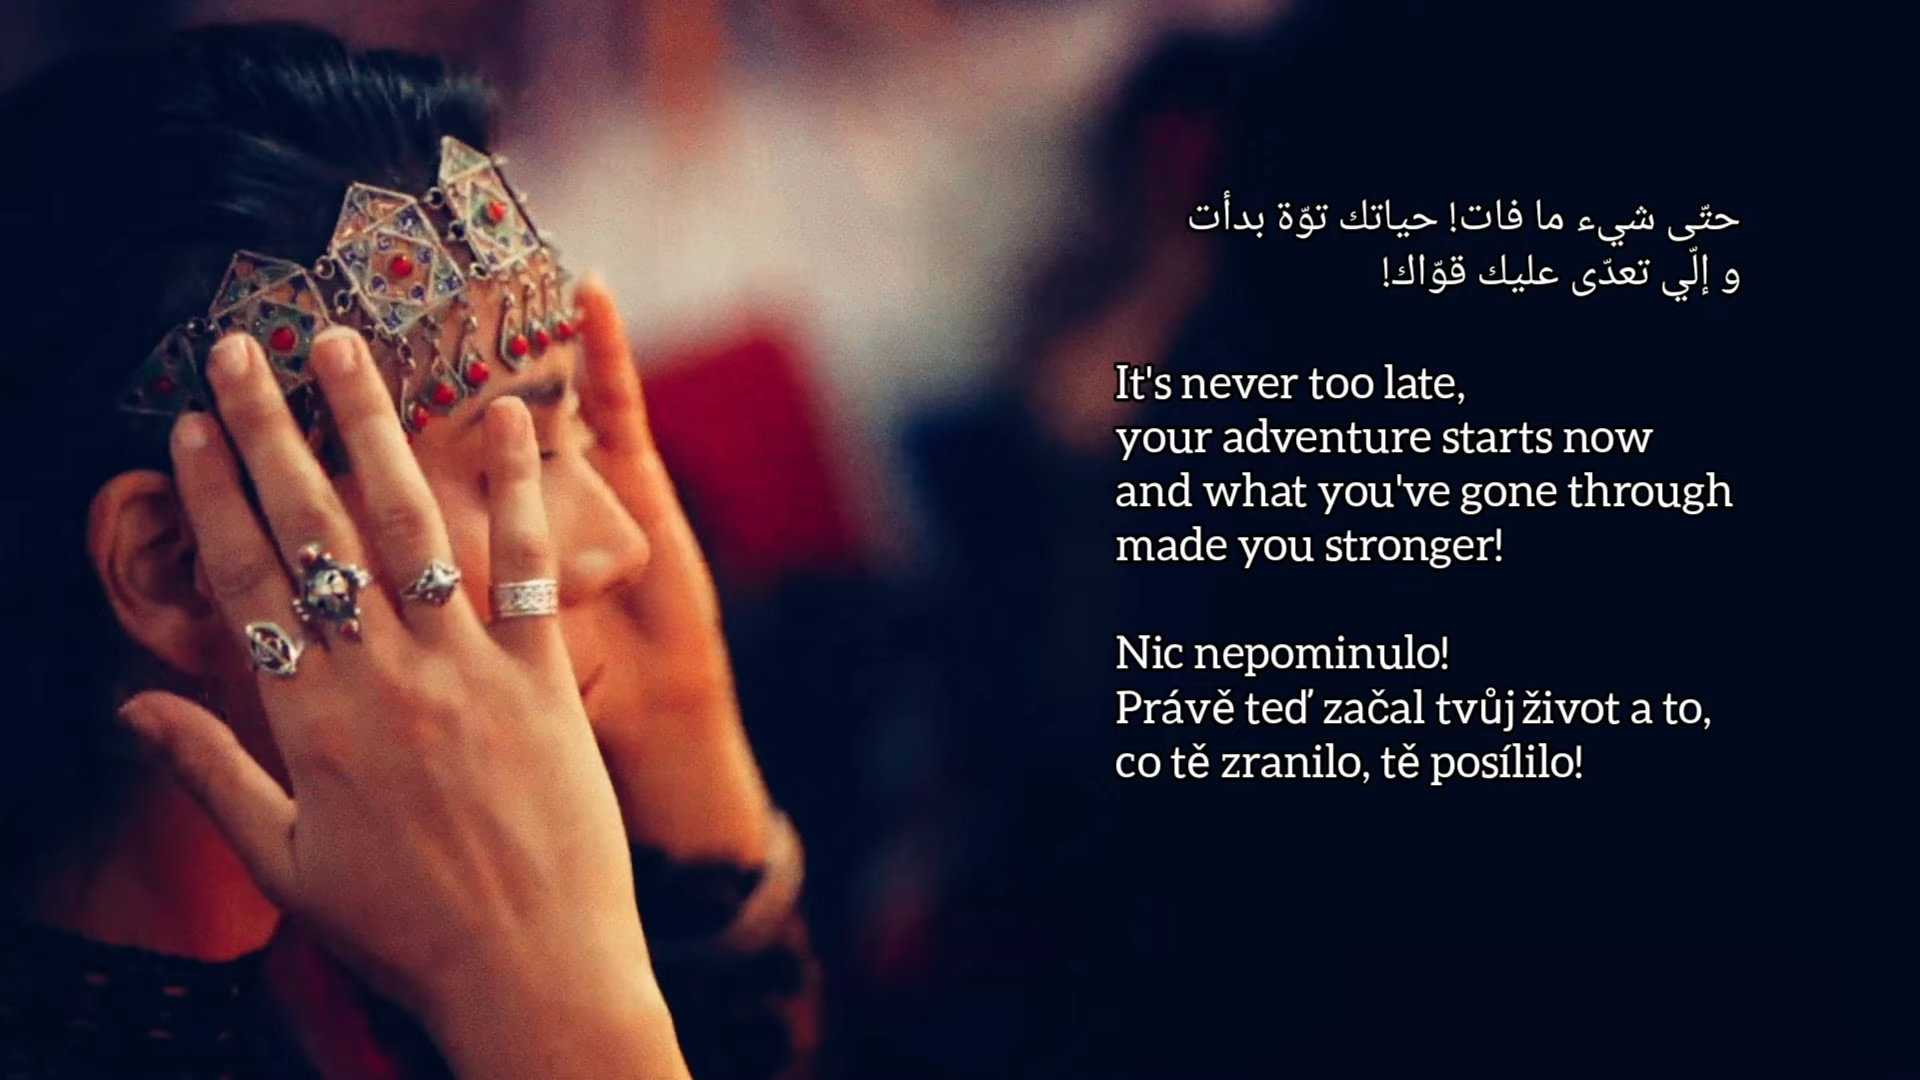 حتّى شيء ما فات! حياتك توّة بدأت
و إلّي تعدّى عليك قوّاك!
It's never too late,
your adventure starts now
and what you've gone through
made you stronger!
Nic nepominulo!
Právě teď začal tvůj život a to,
co tě zranilo, tě posílilo!